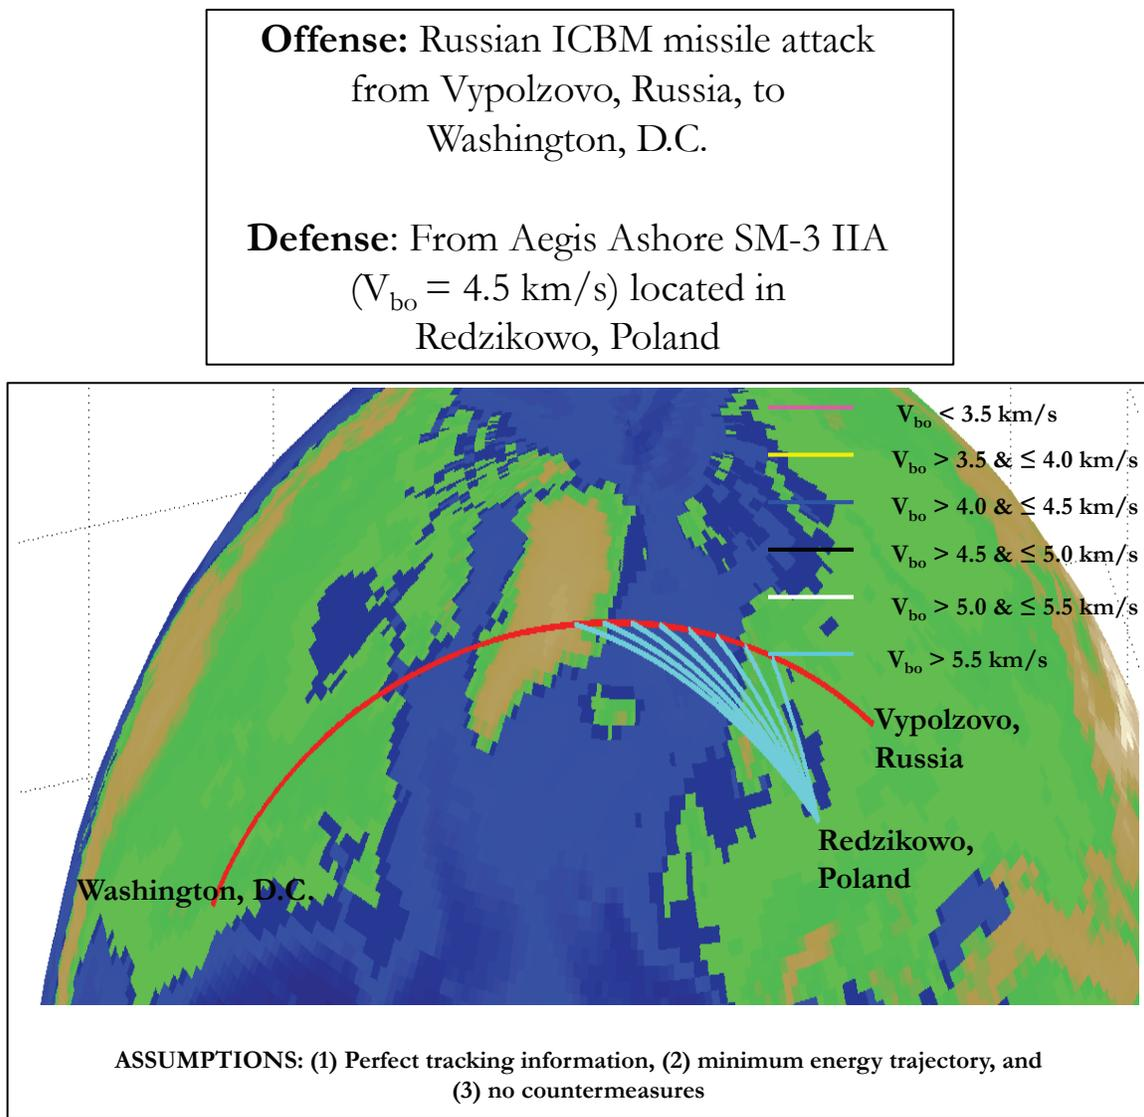 Offense: Russian ICBM missile attack
from Vypolzovo, Russia, to
Washington, D.C.
Defense: From Aegis Ashore SM-3 IIA
(Vbo = 4.5 km/s) located in
Redzikowo, Poland
Vbo < 3.5 km/s
Vbo > 3.5 & ≤ 4.0 km/s
Vbo > 4.0 & ≤ 4.5 km/s
Vbo > 4.5 & ≤ 5.0 km/s
Vbo > 5.0 & ≤ 5.5 km/s
Vbo > 5.5 km/s
Vypolzovo,
Russia
Redzikowo,
Poland
Washington, D.C.
ASSUMPTIONS: (1) Perfect tracking information, (2) minimum energy trajectory, and
(3) no countermeasures